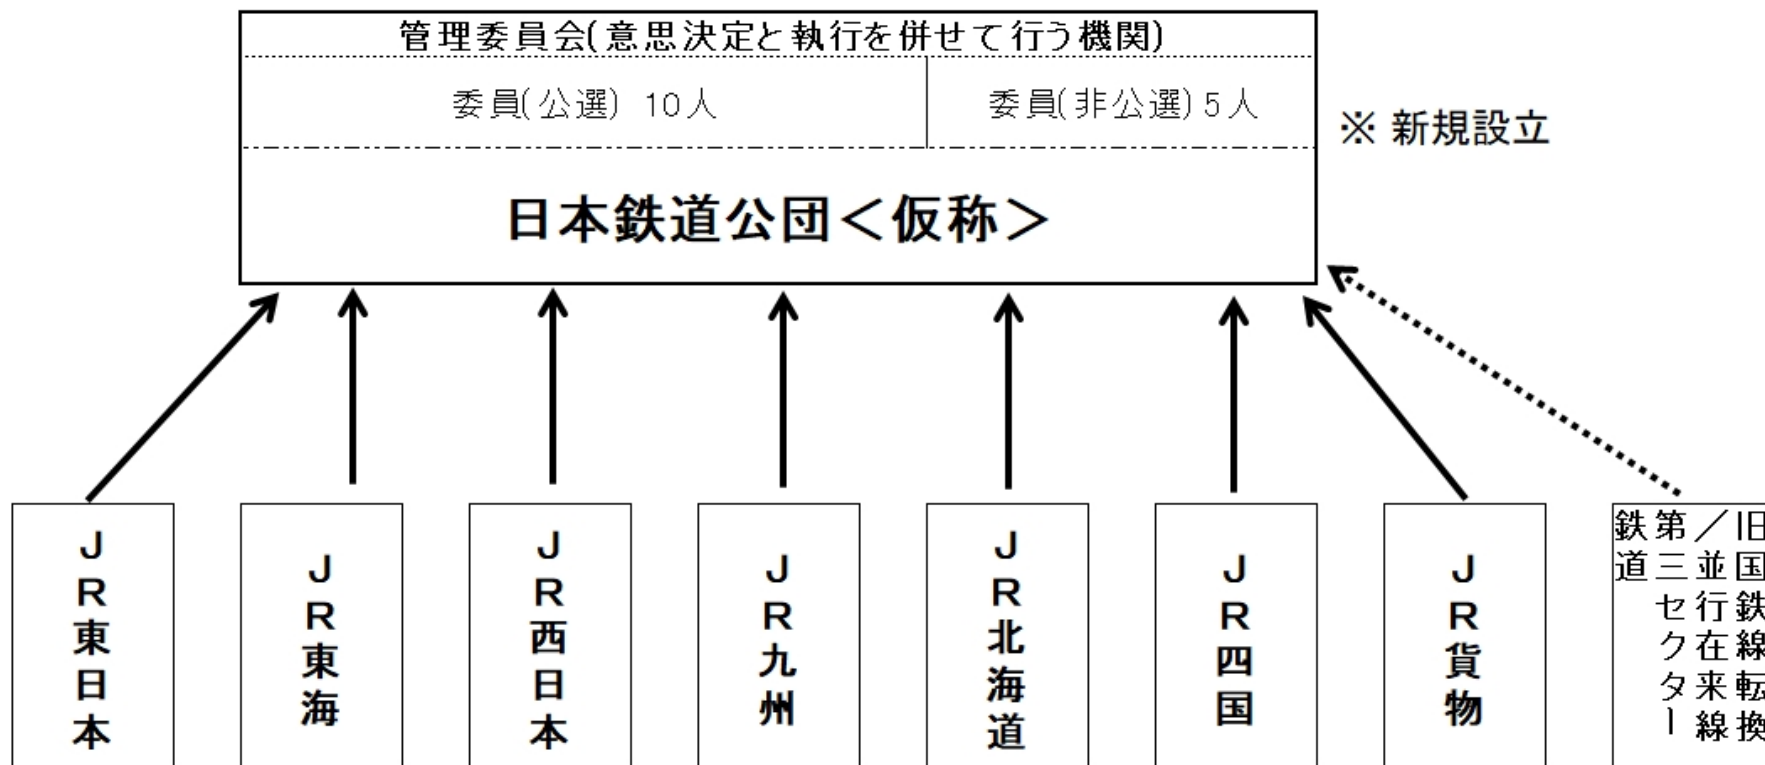 管理委員会(意思決定と執行を併せて行う機関)
委員(公選) 10人
委員(非公選) 5人
※ 新規設立
日本鉄道公団＜仮称＞
ＪＲ東日本
ＪＲ東海
ＪＲ西日本
ＪＲ九州
ＪＲ北海道
ＪＲ四国
ＪＲ貨物
旧国鉄線転換
／並行在来線
第三セクター
鉄道